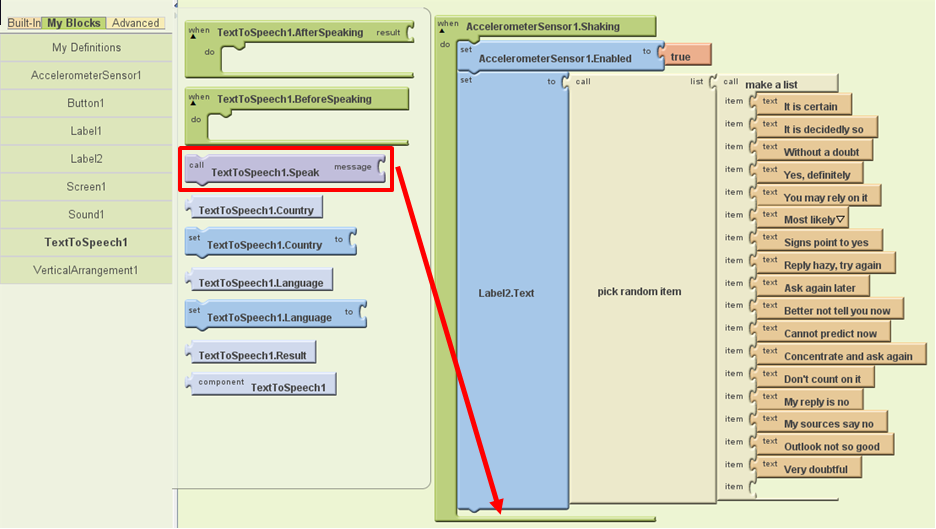 Built-In My Blocks Advanced
My Definitions
AccelerometerSensor1
Button1
Label1
Label2
Screen1
Sound1
TextToSpeech1
VerticalArrangement1
when TextToSpeech1.AfterSpeaking result
do
when TextToSpeech1.BeforeSpeaking
do
call TextToSpeech1.Speak message
TextToSpeech1.Country
set TextToSpeech1.Country to
TextToSpeech1.Language
set TextToSpeech1.Language to
TextToSpeech1.Result
component TextToSpeech1
when AccelerometerSensor1.Shaking
do
set AccelerometerSensor1.Enabled to true
set Label2.Text to
call pick random item list
call make a list
item text It is certain
item text It is decidedly so
item text Without a doubt
item text Yes, definitely
item text You may rely on it
item text Most likely
item text Signs point to yes
item text Reply hazy, try again
item text Ask again later
item text Better not tell you now
item text Cannot predict now
item text Concentrate and ask again
item text Don't count on it
item text My reply is no
item text My sources say no
item text Outlook not so good
item text Very doubtful
item